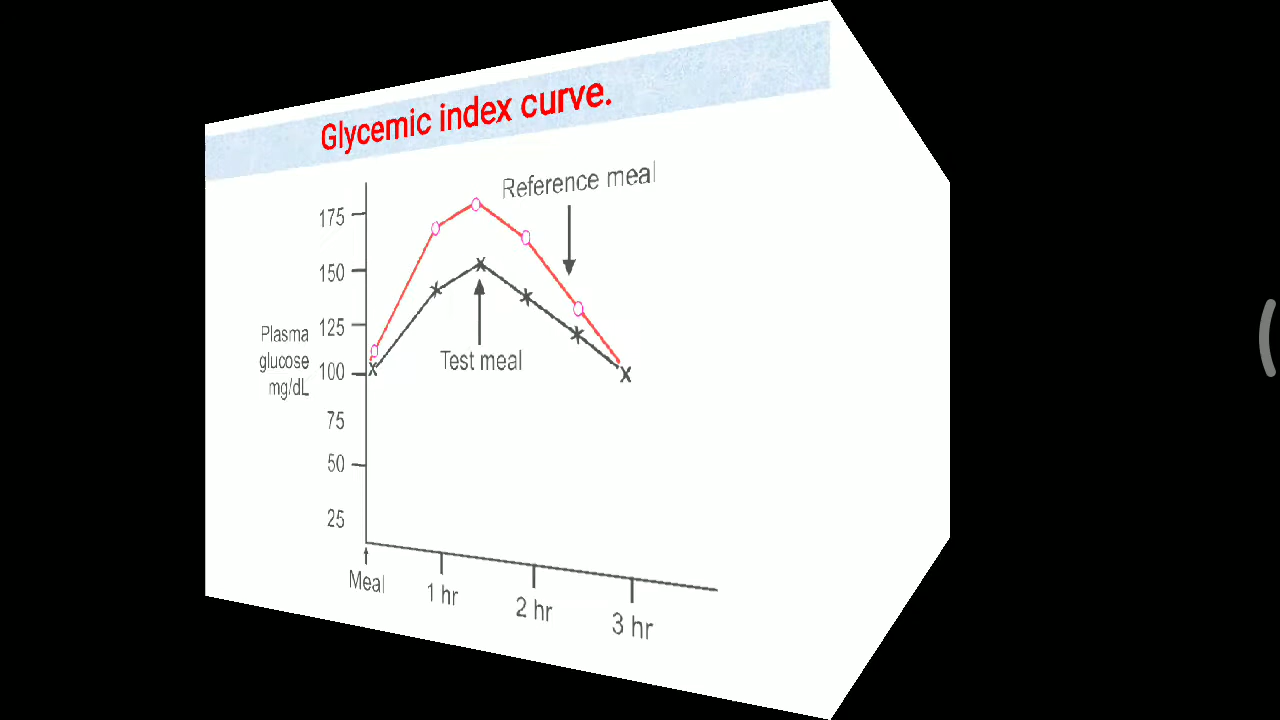 Glycemic index curve.
Reference meal
175
150
125
Plasma
glucose
mg/dL
100
Test meal
75
50
25
Meal
1 hr
2 hr
3 hr